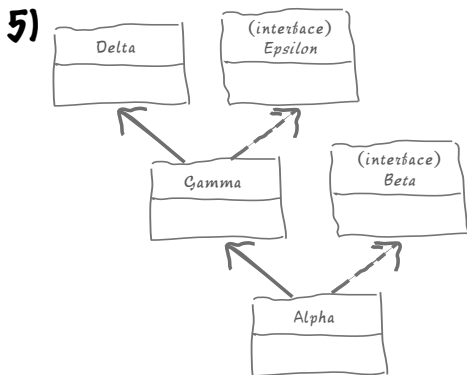 5)
Delta
(interface)
Epsilon
Gamma
(interface)
Beta
Alpha